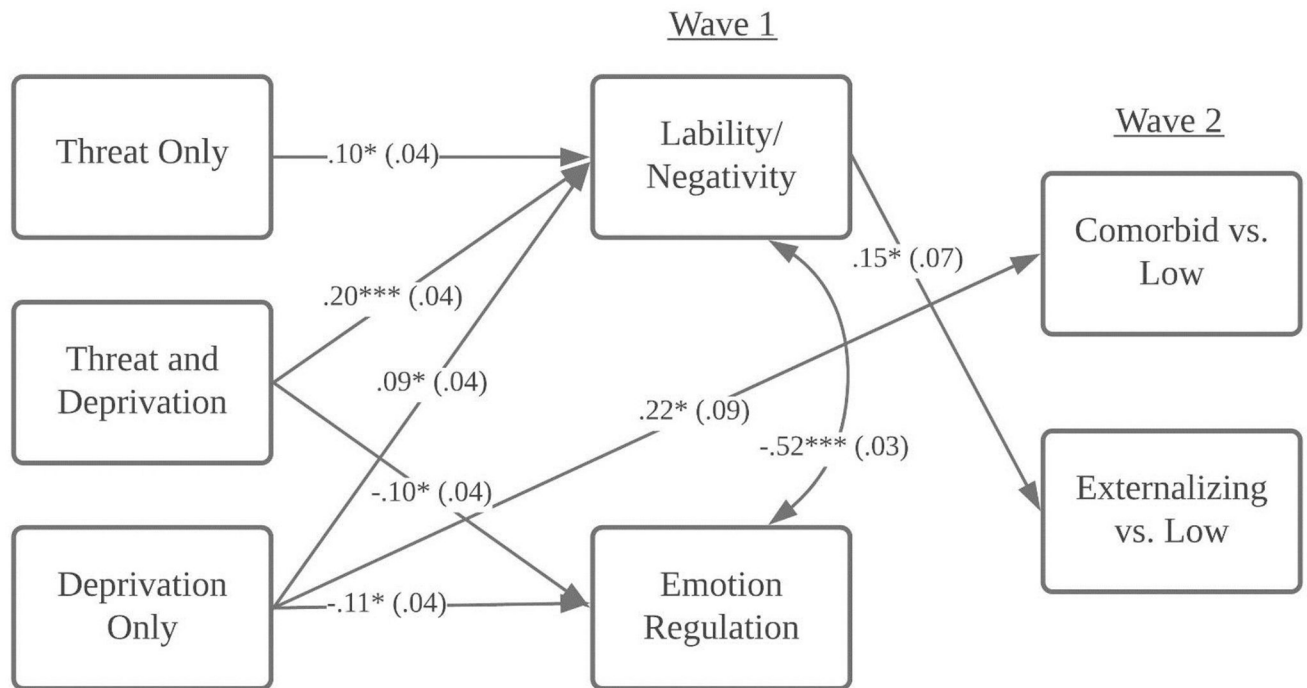 Wave 1
Wave 2
Threat Only
.10* (.04)
Lability/
Negativity
.15* (.07)
Comorbid vs.
Low
Threat and
Deprivation
.20*** (.04)
.09* (.04)
.22* (.09)
-.52*** (.03)
-.10* (.04)
Externalizing
vs. Low
Deprivation
Only
-.11* (.04)
Emotion
Regulation